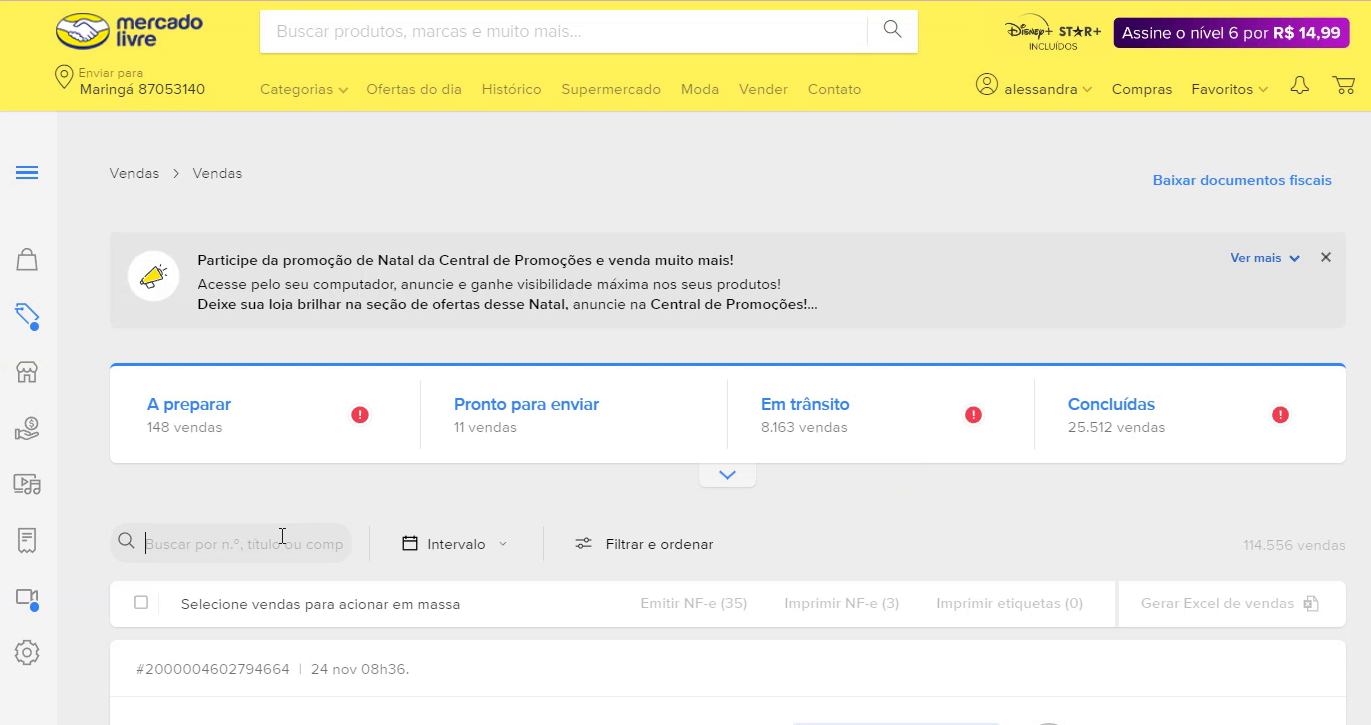 mercado
livre
Buscar produtos, marcas e muito mais...
Disney+ STAR+
INCLUÍDOS
Assine o nível 6 por R$ 14,99
Enviar para
Maringá 87053140
Categorias
Ofertas do dia
Histórico
Supermercado
Moda
Vender
Contato
alessandra
Compras
Favoritos
Vendas > Vendas
Baixar documentos fiscais
Participe da promoção de Natal da Central de Promoções e venda muito mais!
Ver mais
Acesse pelo seu computador, anuncie e ganhe visibilidade máxima nos seus produtos!
Deixe sua loja brilhar na seção de ofertas desse Natal, anuncie na Central de Promoções!...
A preparar
148 vendas
Pronto para enviar
11 vendas
Em trânsito
8.163 vendas
Concluídas
25.512 vendas
Buscar por n.º, título ou comp
Intervalo
Filtrar e ordenar
114.556 vendas
Selecione vendas para acionar em massa
Emitir NF-e (35)
Imprimir NF-e (3)
Imprimir etiquetas (0)
Gerar Excel de vendas
#2000004602794664 | 24 nov 08h36.